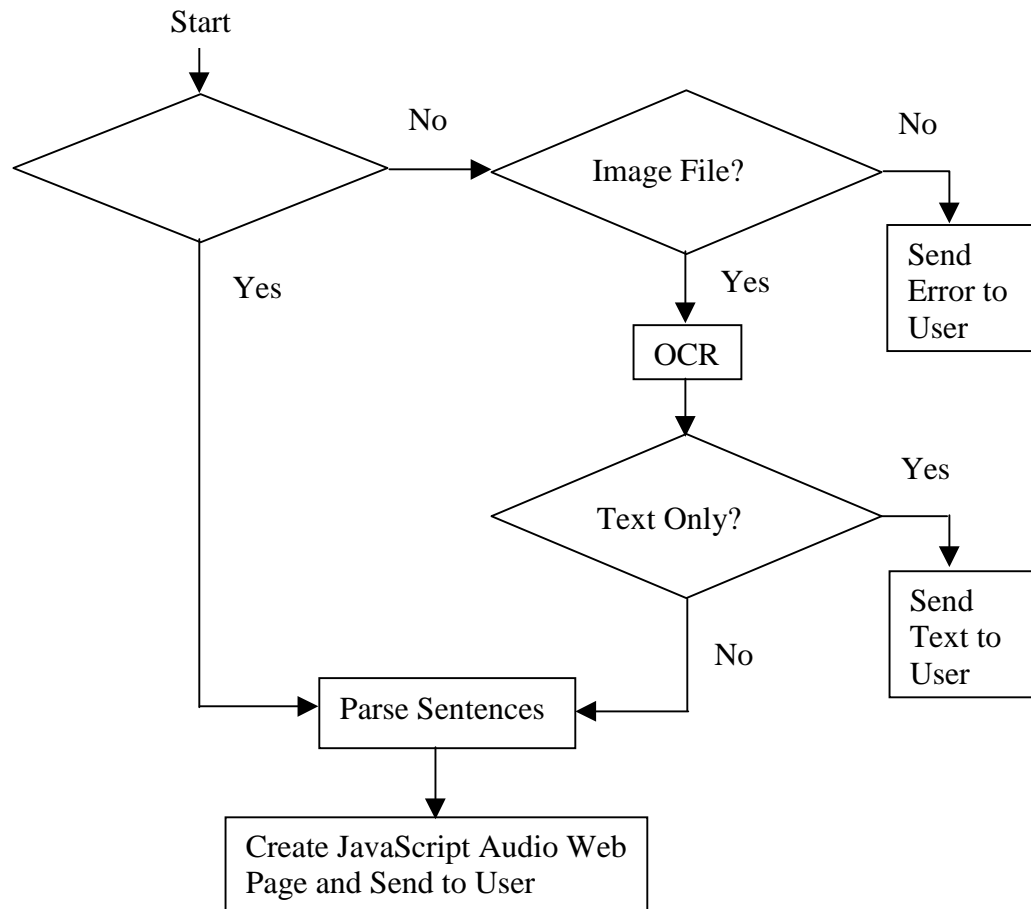 Start
No
No
Image File?
Send
Error to
User
Yes
Yes
OCR
Yes
Text Only?
Send
Text to
User
No
Parse Sentences
Create JavaScript Audio Web
Page and Send to User